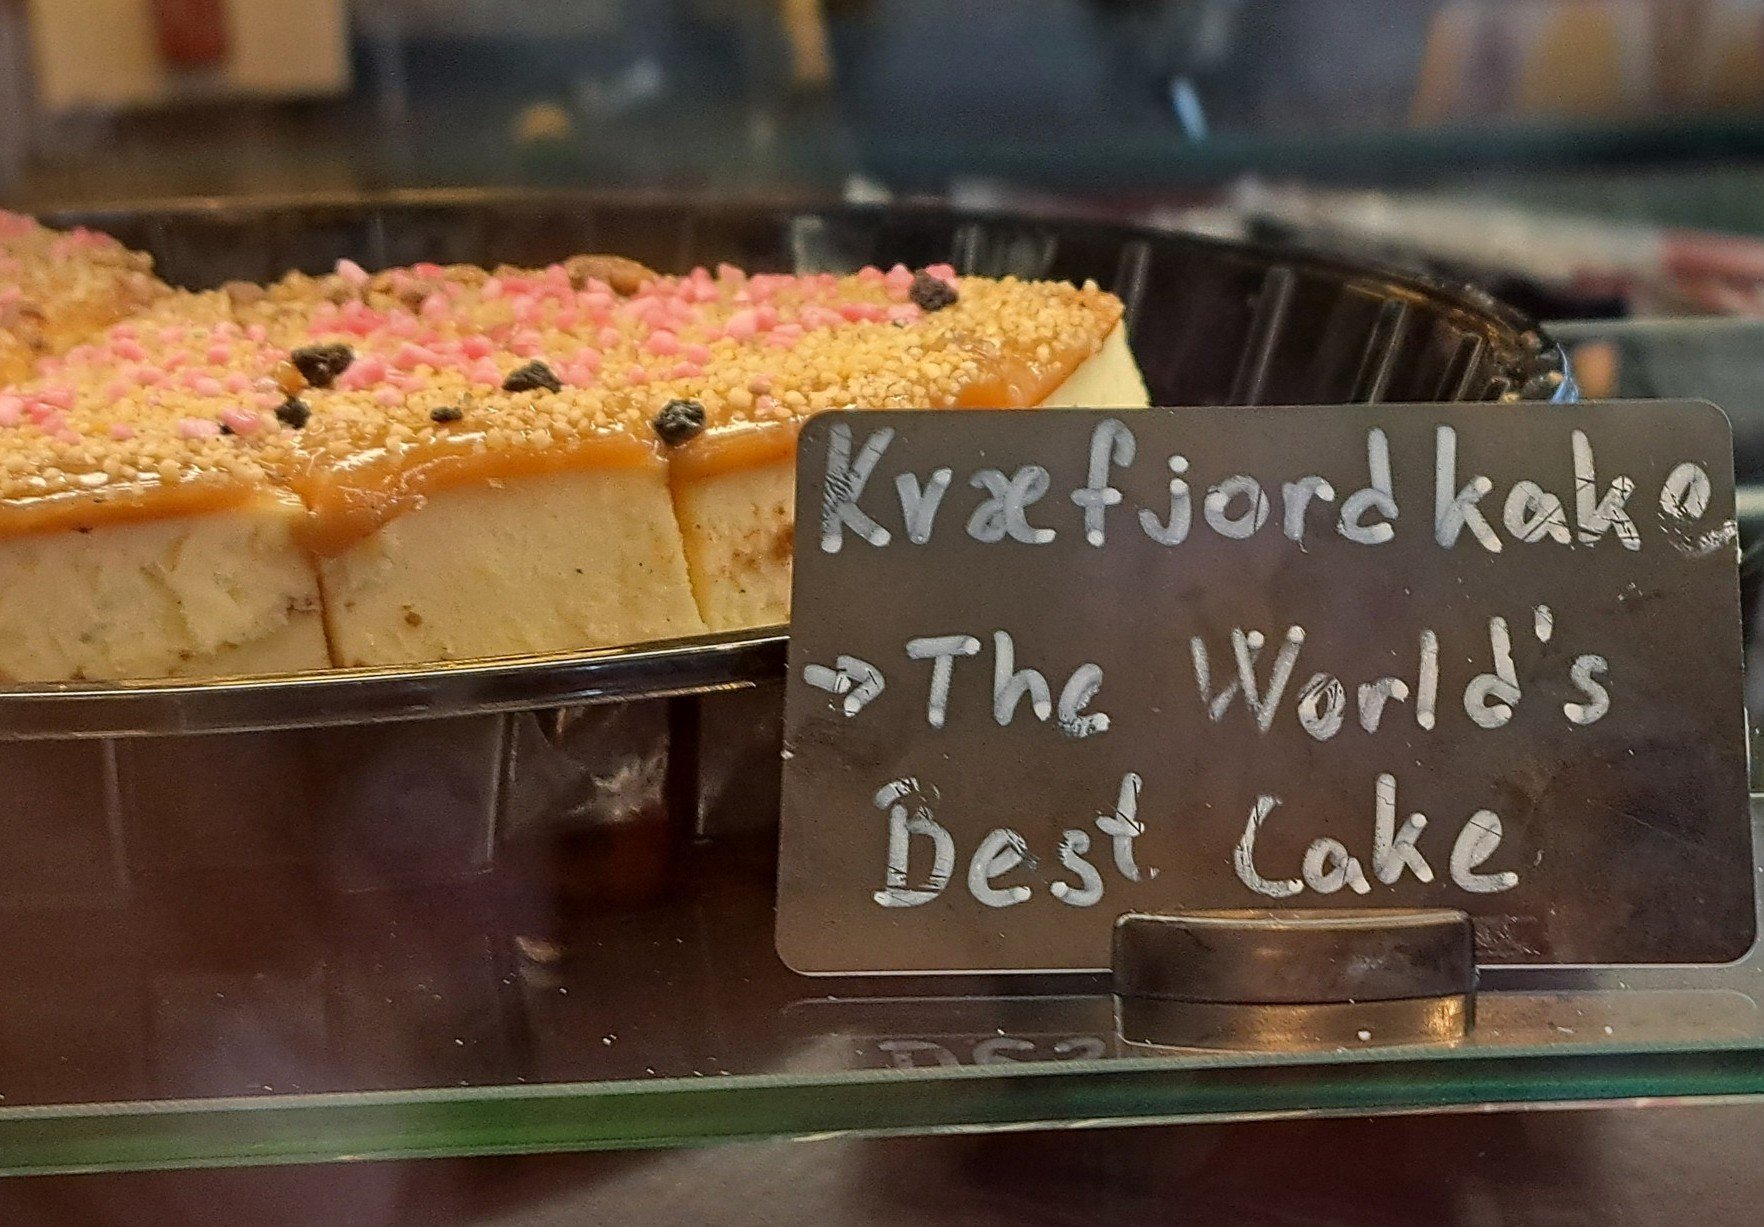 Kvæfjordkake
→ The World's
Best Cake